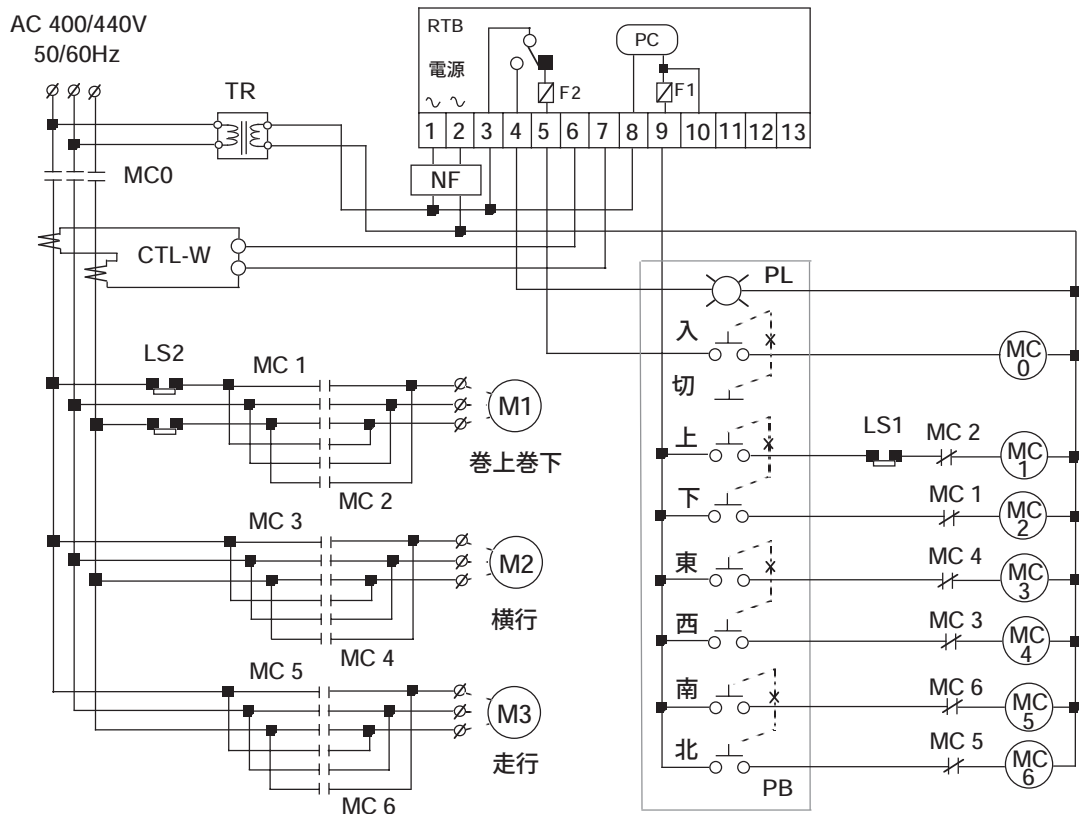 AC 400/440V
50/60Hz
TR
MC0
CTL-W
RTB
電源
PC
F2
F1
1 2 3 4 5 6 7 8 9 10 11 12 13
NF
PL
入
切
MC 0
LS2
MC 1
M1
巻上巻下
MC 2
上
LS1
MC 2
MC 1
下
MC 1
MC 2
MC 3
M2
横行
MC 4
東
MC 4
MC 3
西
MC 3
MC 4
MC 5
M3
走行
MC 6
南
MC 6
MC 5
北
MC 5
MC 6
PB